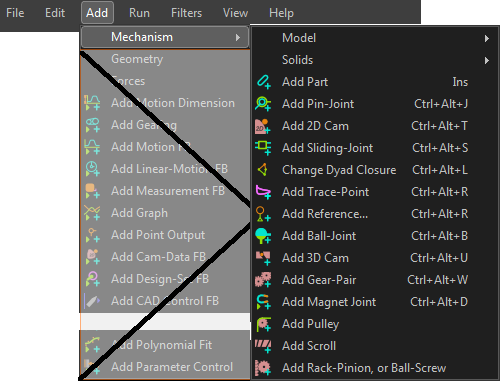 File Edit Add Run Filters View Help
Mechanism
Geometry
Forces
Add Motion Dimension
Add Gearing
Add Motion FB
Add Linear-Motion FB
Add Measurement FB
Add Graph
Add Point Output
Add Cam-Data FB
Add Design-Set FB
Add CAD Control FB
Add Polynomial Fit
Add Parameter Control
Model
Solids
Add Part Ins
Add Pin-Joint Ctrl+Alt+J
Add 2D Cam Ctrl+Alt+T
Add Sliding-Joint Ctrl+Alt+S
Change Dyad Closure Ctrl+Alt+L
Add Trace-Point Ctrl+Alt+R
Add Reference... Ctrl+Alt+R
Add Ball-Joint Ctrl+Alt+B
Add 3D Cam Ctrl+Alt+U
Add Gear-Pair Ctrl+Alt+W
Add Magnet Joint Ctrl+Alt+D
Add Pulley
Add Scroll
Add Rack-Pinion, or Ball-Screw